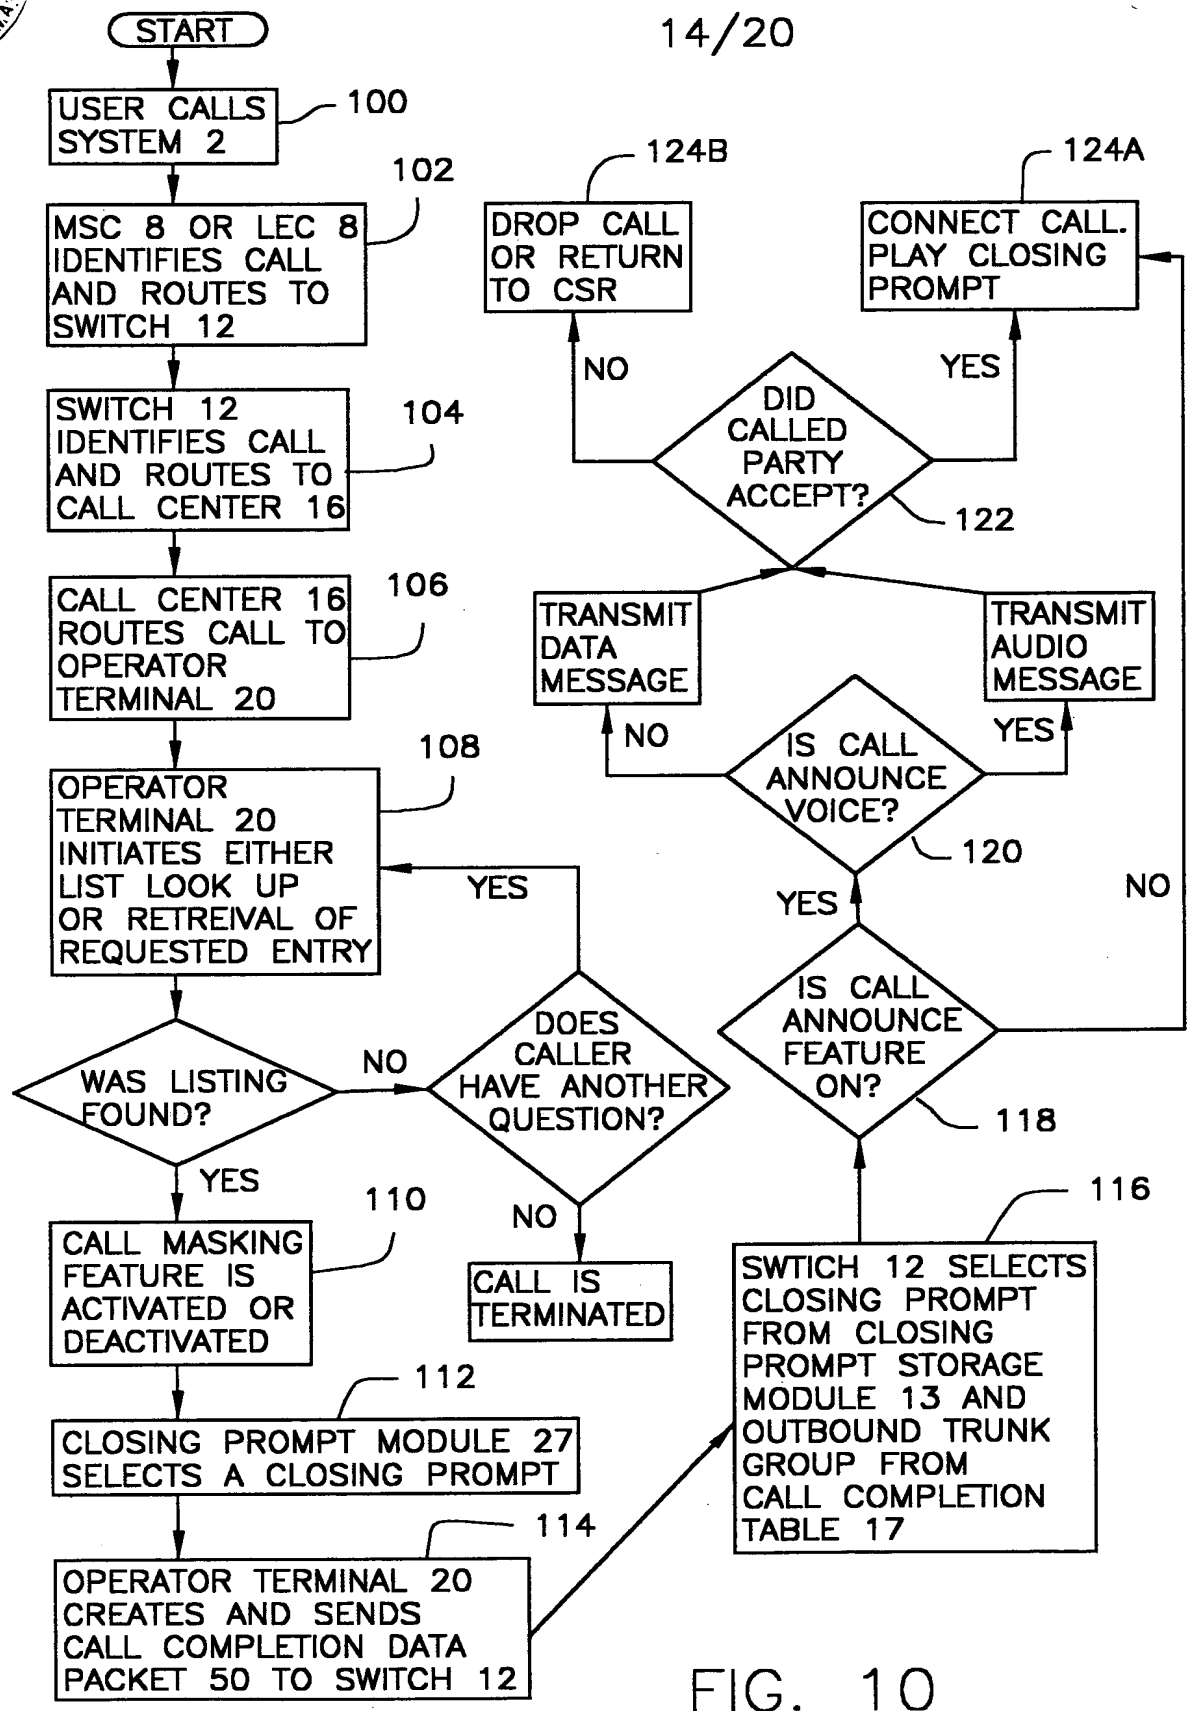 14/20
START
USER CALLS
SYSTEM 2
100
MSC 8 OR LEC 8
IDENTIFIES CALL
AND ROUTES TO
SWITCH 12
102
SWITCH 12
IDENTIFIES CALL
AND ROUTES TO
CALL CENTER 16
104
CALL CENTER 16
ROUTES CALL TO
OPERATOR
TERMINAL 20
106
OPERATOR
TERMINAL 20
INITIATES EITHER
LIST LOOK UP
OR RETREIVAL OF
REQUESTED ENTRY
108
YES
WAS LISTING
FOUND?
NO
DOES
CALLER
HAVE ANOTHER
QUESTION?
NO
CALL IS
TERMINATED
YES
CALL MASKING
FEATURE IS
ACTIVATED OR
DEACTIVATED
110
CLOSING PROMPT MODULE 27
SELECTS A CLOSING PROMPT
112
OPERATOR TERMINAL 20
CREATES AND SENDS
CALL COMPLETION DATA
PACKET 50 TO SWITCH 12
114
SWTICH 12 SELECTS
CLOSING PROMPT
FROM CLOSING
PROMPT STORAGE
MODULE 13 AND
OUTBOUND TRUNK
GROUP FROM
CALL COMPLETION
TABLE 17
116
IS CALL
ANNOUNCE
FEATURE
ON?
118
YES
NO
IS CALL
ANNOUNCE
VOICE?
120
NO
YES
TRANSMIT
DATA
MESSAGE
TRANSMIT
AUDIO
MESSAGE
DID
CALLED
PARTY
ACCEPT?
122
NO
YES
DROP CALL
OR RETURN
TO CSR
124B
CONNECT CALL.
PLAY CLOSING
PROMPT
124A
FIG. 10